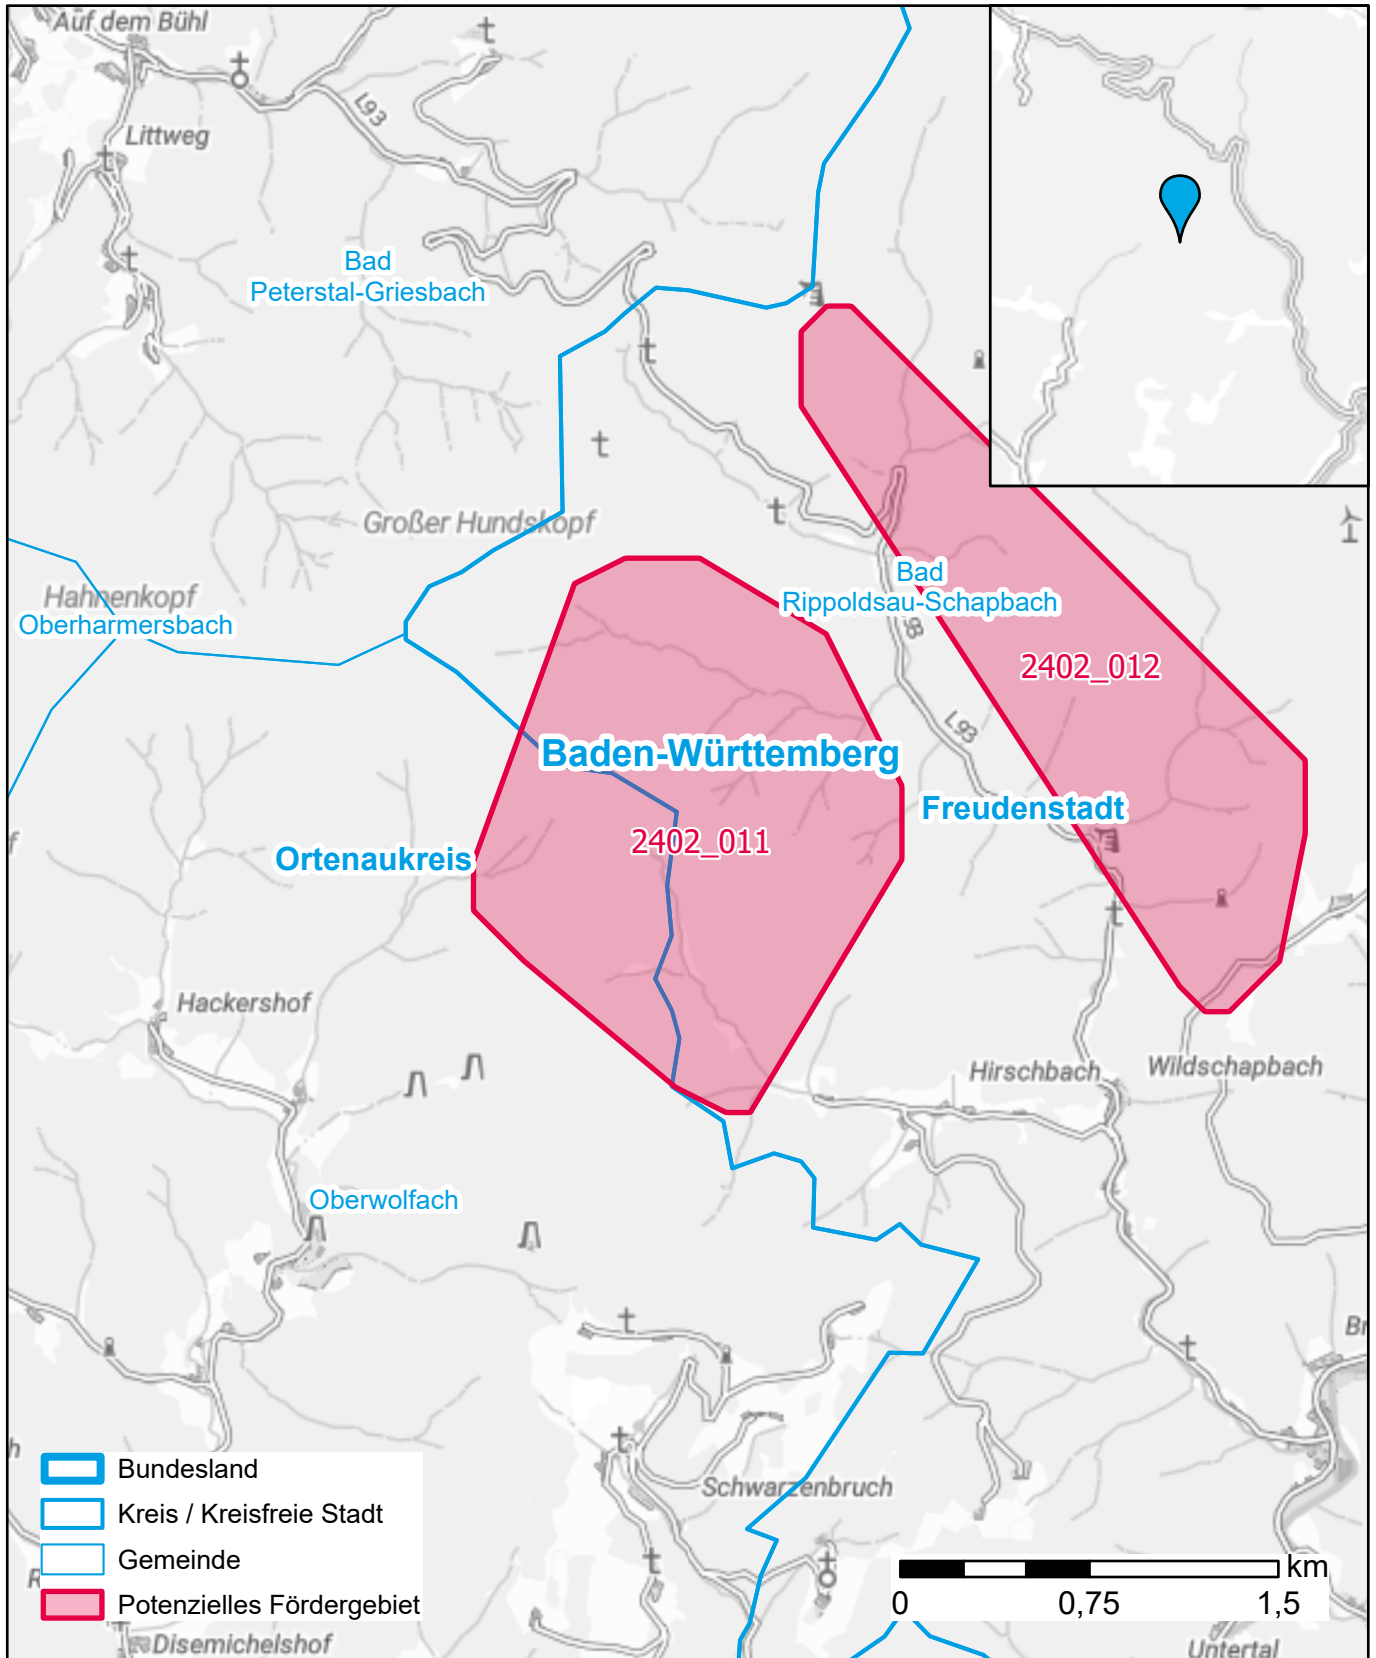 Auf dem Bühl
L93
Littweg
Bad
Peterstal-Griesbach
Großer Hundskopf
Hahnenkopf
Oberharmersbach
Bad
Rippoldsau-Schapbach
L93
2402_012
Baden-Württemberg
Freudenstadt
2402_011
Ortenaukreis
Hackershof
Hirschbach
Wildschapbach
Oberwolfach
Br
Schwarzenbruch
Bundesland
Kreis / Kreisfreie Stadt
Gemeinde
Potenzielles Fördergebiet
km
0
0,75
1,5
Disemichelshof
Untertal